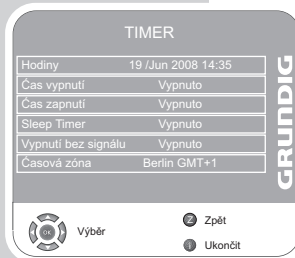 TIMER
Hodiny 19 /Jun 2008 14:35
Čas vypnutí Vypnuto
Čas zapnutí Vypnuto
Sleep Timer Vypnuto
Vypnutí bez signálu Vypnuto
Časová zóna Berlin GMT+1
GRUNDIG
OK Výběr
Z Zpět
i Ukončit